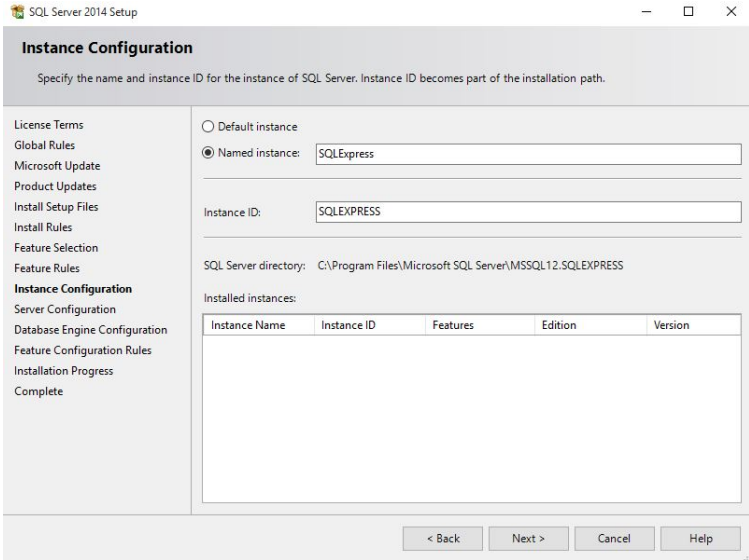 SQL Server 2014 Setup
Instance Configuration
Specify the name and instance ID for the instance of SQL Server. Instance ID becomes part of the installation path.
License Terms
Global Rules
Microsoft Update
Product Updates
Install Setup Files
Install Rules
Feature Selection
Feature Rules
Instance Configuration
Server Configuration
Database Engine Configuration
Feature Configuration Rules
Installation Progress
Complete
Default instance
Named instance: SQLExpress
Instance ID: SQLEXPRESS
SQL Server directory: C:\Program Files\Microsoft SQL Server\MSSQL12.SQLEXPRESS
Installed instances:
Instance Name Instance ID Features Edition Version
< Back Next > Cancel Help